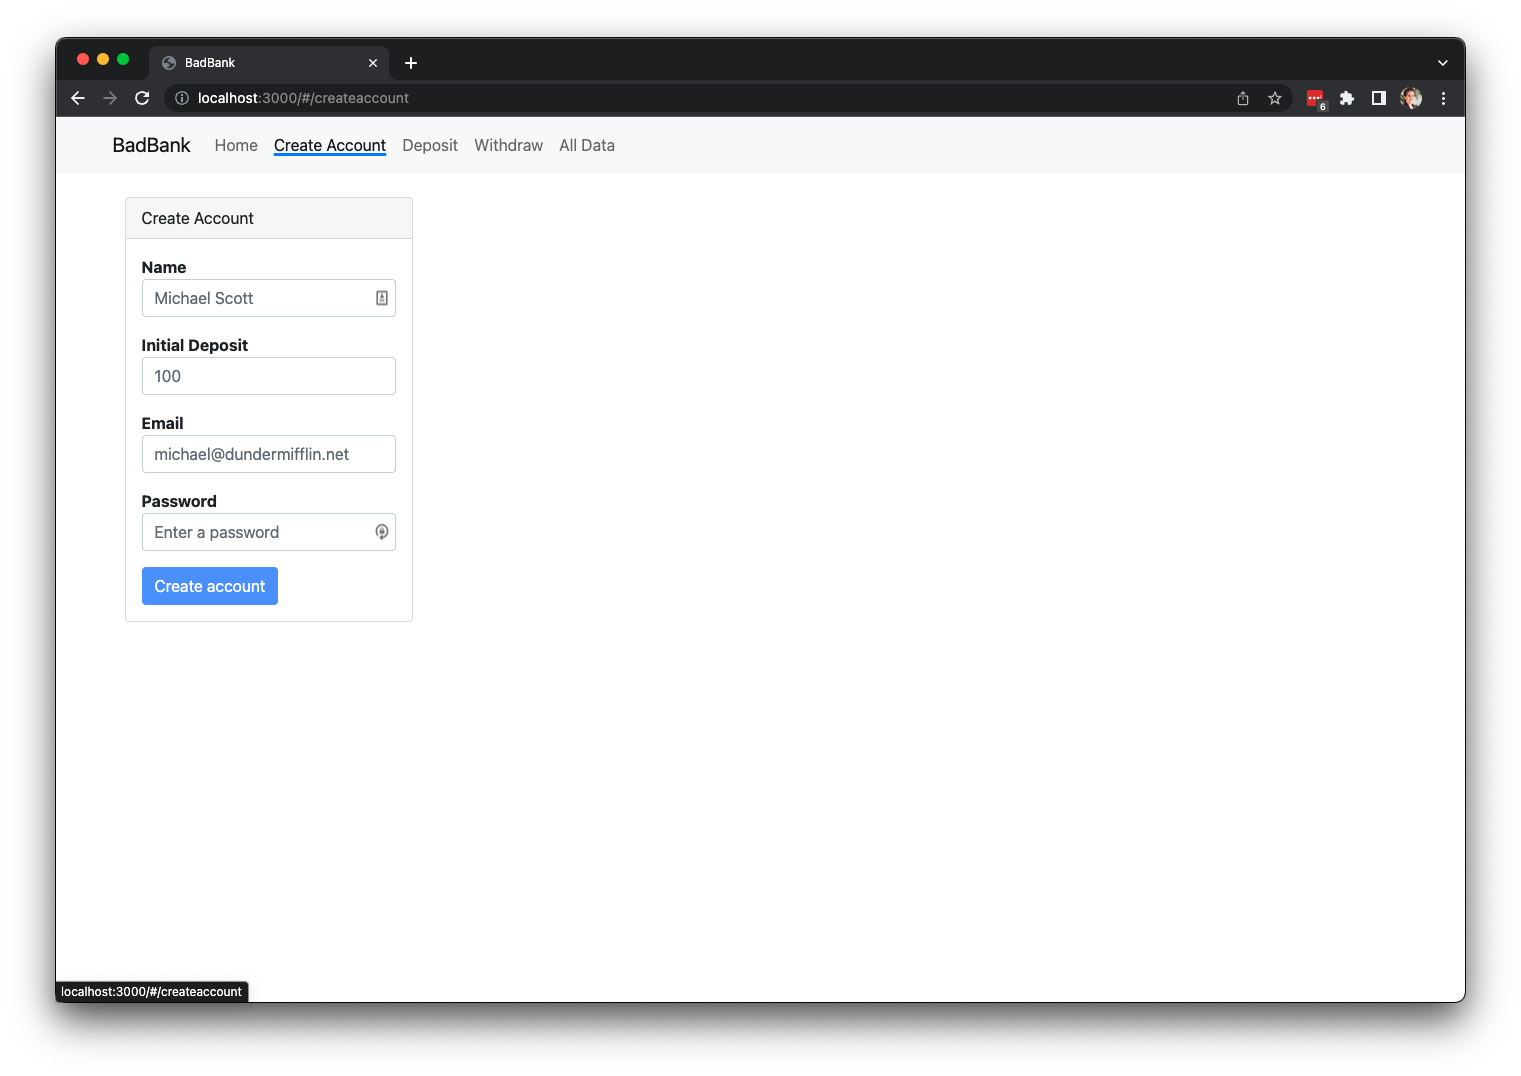 BadBank
localhost:3000/#/createaccount
6
BadBank Home Create Account Deposit Withdraw All Data
Create Account
Name
Michael Scott
Initial Deposit
100
Email
michael@dundermifflin.net
Password
Enter a password
Create account
localhost:3000/#/createaccount